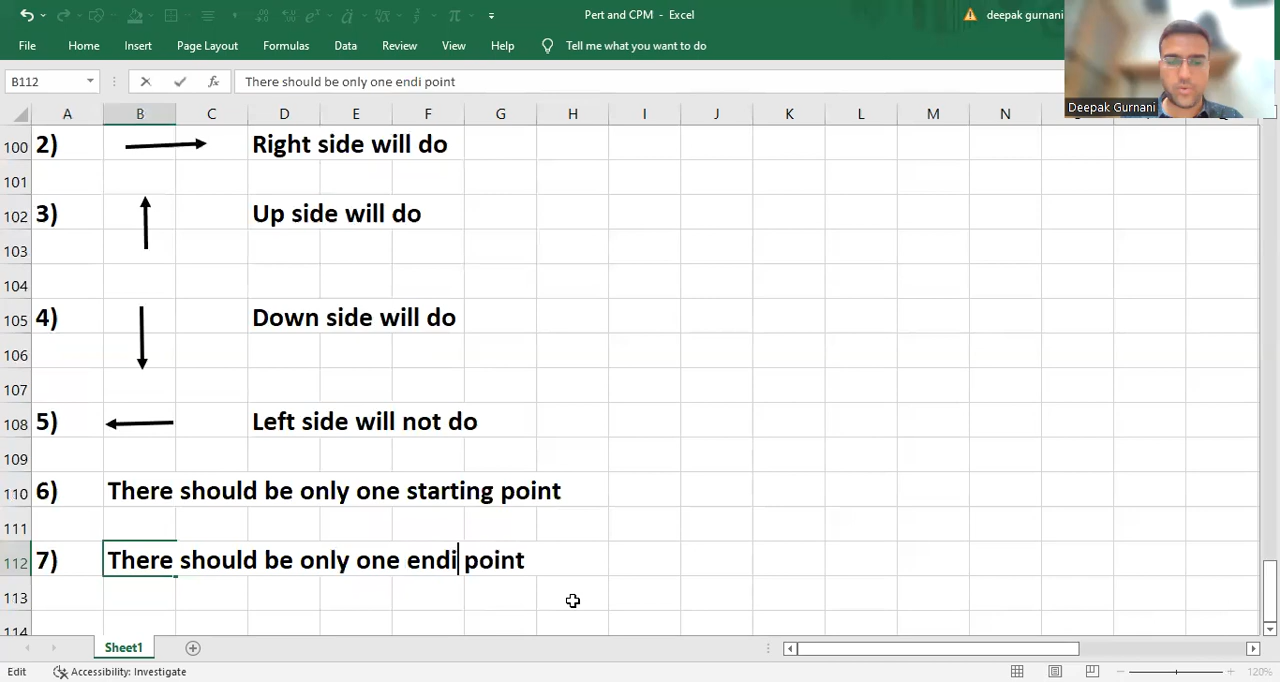 Pert and CPM - Excel
deepak gurnani
File Home Insert Page Layout Formulas Data Review View Help Tell me what you want to do
Deepak Gurnani
B112 fx There should be only one endi point
A B C D E F G H I J K L M N
100 2) Right side will do
101
102 3) Up side will do
103
104
105 4) Down side will do
106
107
108 5) Left side will not do
109
110 6) There should be only one starting point
111
112 7) There should be only one endi point
113
114
Sheet1
Edit Accessibility: Investigate 120%